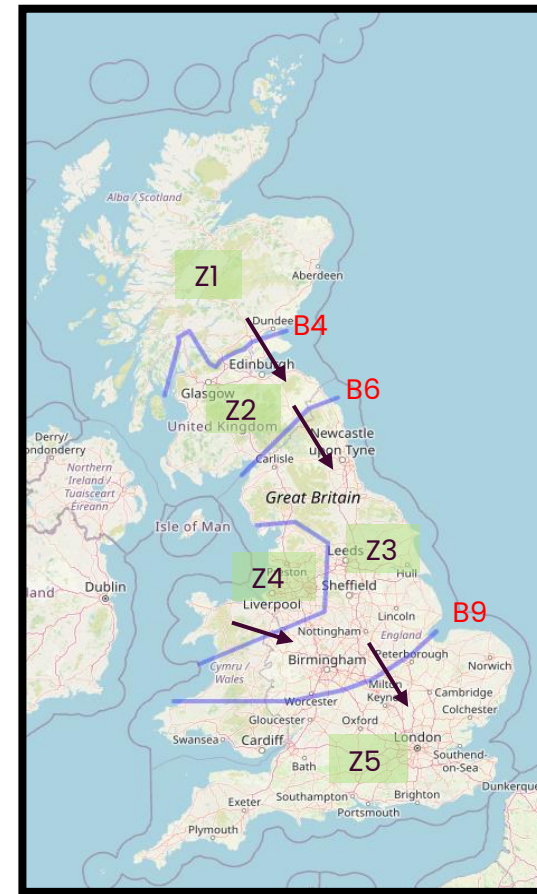 Alba / Scotland
Z1
Aberdeen
Dundee
B4
Edinburgh
Glasgow
B6
Z2
United Kingdom
Newcastle
upon Tyne
Derry/
ondonderry
Carlisle
Northern
Ireland /
Tuaisceart
Éireann
Great Britain
Isle of Man
Z3
Leeds
Hull
Z4
Preston
Sheffield
Liverpool
land
Dublin
Lincoln
B9
Nottingham
England
Peterborough
Norwich
Cymru /
Wales
Birmingham
Milton
Keynes
Cambridge
Worcester
Colchester
Gloucester
Oxford
Swansea
Cardiff
London
Bath
Z5
Southend-
on-Sea
Southampton
Brighton
Dunkerque
Portsmouth
Exeter
Plymouth